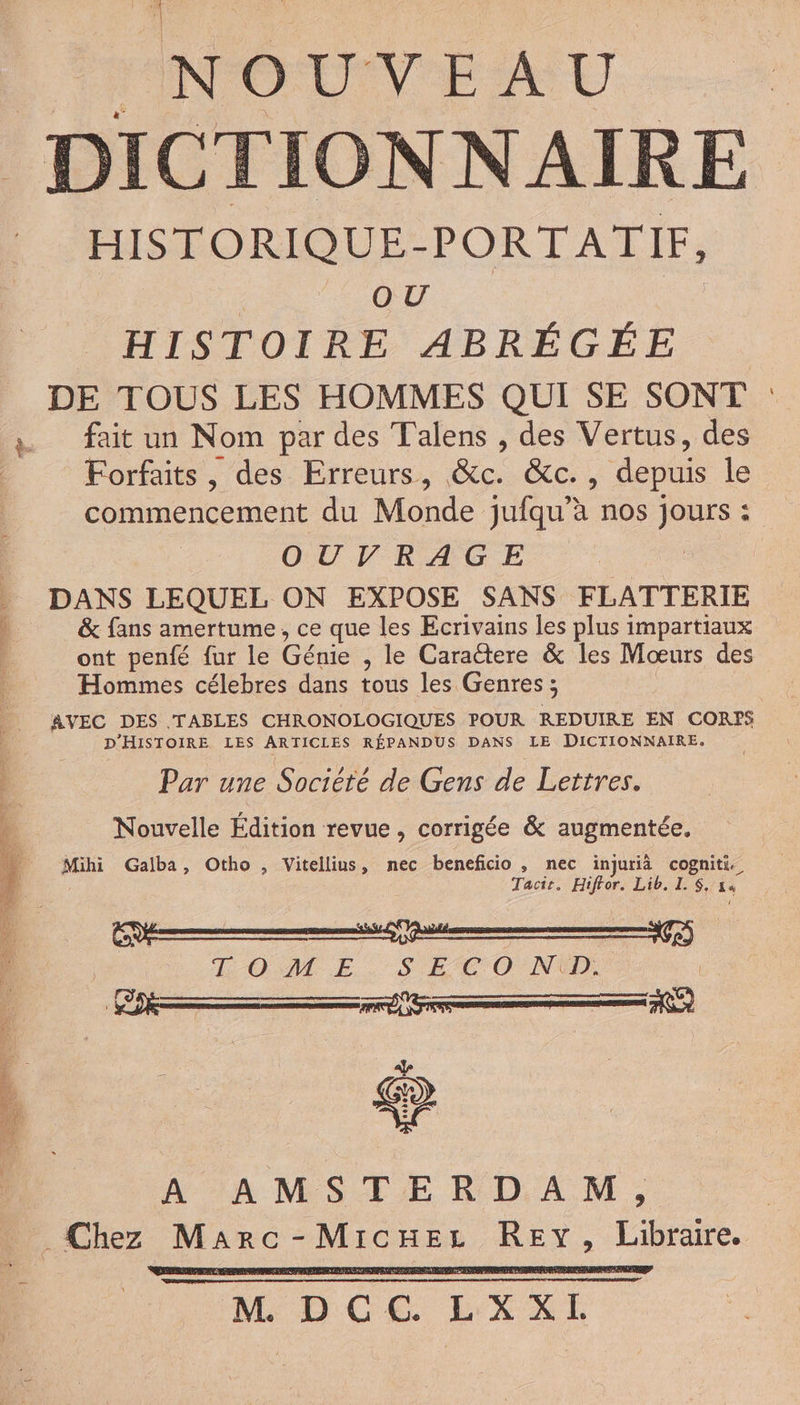 NOUVEAU
DICTIONNAIRE
HISTORIQUE-PORTATIF,
OU
HISTOIRE ABRÉGÉE
DE TOUS LES HOMMES QUI SE SONT
fait un Nom par des Talens , des Vertus, des
Forfaits , des Erreurs, &c. &c. , depuis le
commencement du Monde juſqu'à nos jours :
OUVRAGE
DANS LEQUEL ON EXPOSE SANS FLATTERIE
& ſans amertume , ce que les Ecrivains les plus impartiaux
ont penſé ſur le Génie , le Caractere & les Mœurs des
Hommes célebres dans tous les Genres ;
AVEC DES TABLES CHRONOLOGIQUES POUR REDUIRE EN CORPS
D'HISTOIRE LES ARTICLES RÉPANDUS DANS LE DICTIONNAIRE.
Par une Société de Gens de Lettres.
Nouvelle Édition revue , corrigée & augmentée.
Mihi Galba, Otho , Vitellius, nec beneficio , nec injuriâ cogniti.
Tacit. Hiſtor. Lib. I. §. 1.
TOME SECOND.
A AMSTERDAM,
Chez MARC-MICHEL REY, Libraire.
M. DCC. LXXI.